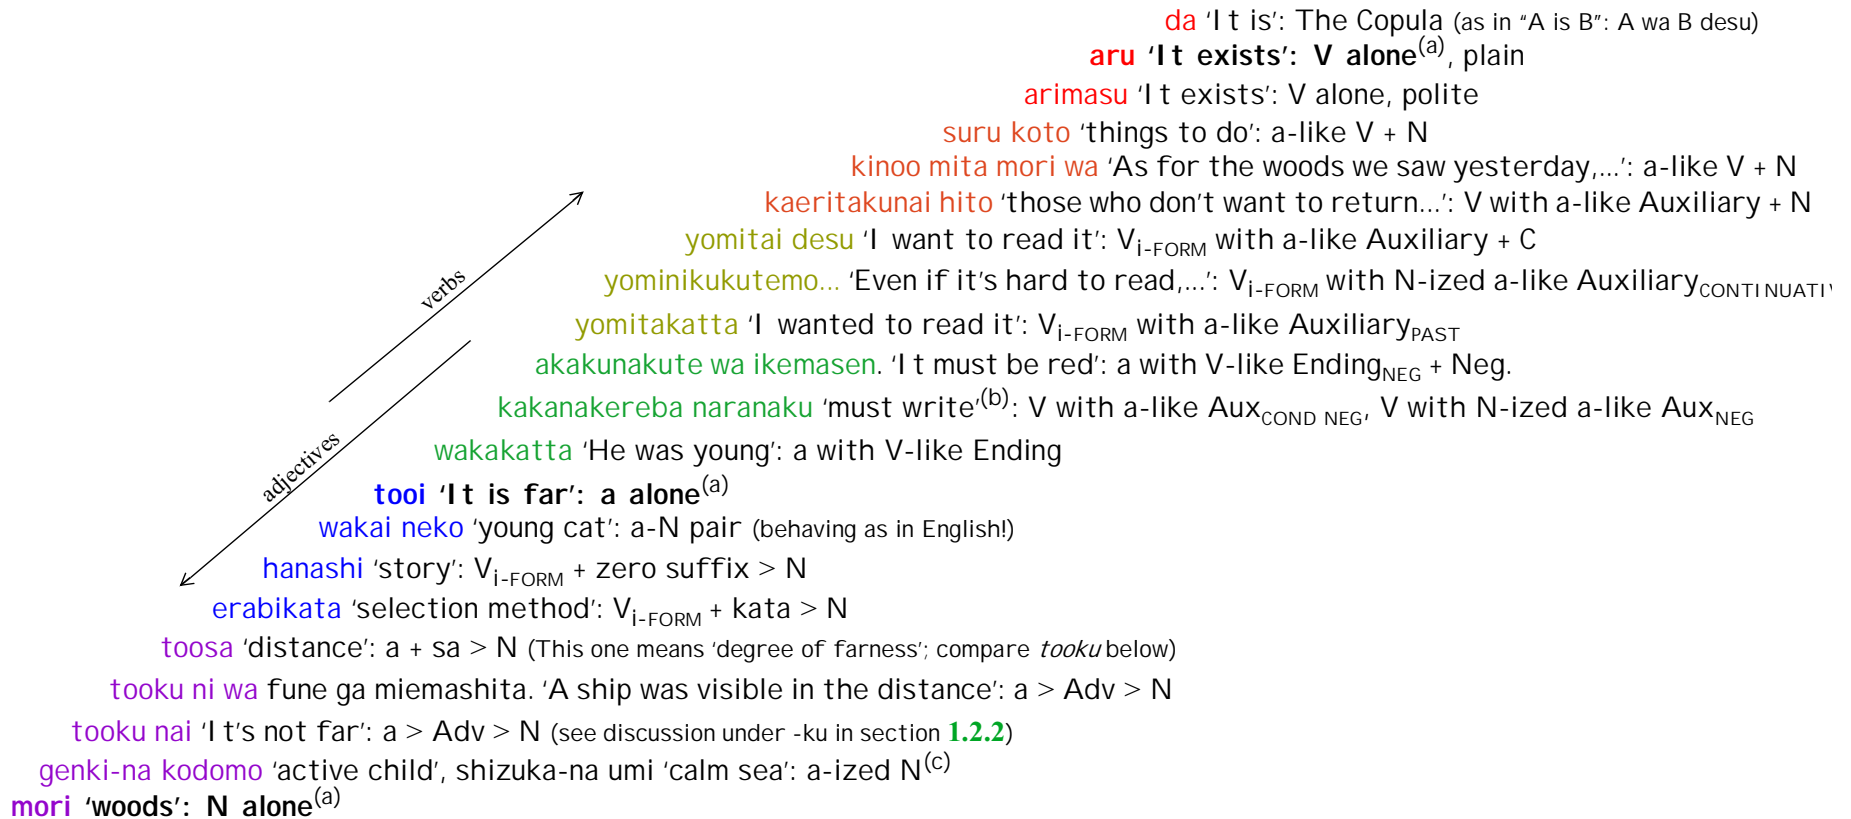 da ‘It is’: The Copula (as in “A is B”: A wa B desu)
aru ‘It exists’: V alone(a), plain
arimasu ‘It exists’: V alone, polite
suru koto ‘things to do’: a-like V + N
kinoo mita mori wa ‘As for the woods we saw yesterday,...’: a-like V + N
kaeritakunai hito ‘those who don't want to return...’: V with a-like Auxiliary + N
yomitai desu ‘I want to read it’: Vi-FORM with a-like Auxiliary + C
yominikukutemo... ‘Even if it's hard to read,...’: Vi-FORM with N-ized a-like AuxiliaryCONTINUATI
verbs
yomitakatta ‘I wanted to read it’: Vi-FORM with a-like AuxiliaryPAST
akakunakute wa ikemasen. ‘It must be red’: a with V-like EndingNEG + Neg.
kakanakereba naranaku ‘must write’(b): V with a-like AuxCOND NEG, V with N-ized a-like AuxNEG
adjectives
wakakatta ‘He was young’: a with V-like Ending
tooi ‘It is far’: a alone(a)
wakai neko ‘young cat’: a-N pair (behaving as in English!)
hanashi ‘story’: Vi-FORM + zero suffix > N
erabikata ‘selection method’: Vi-FORM + kata > N
toosa ‘distance’: a + sa > N (This one means ‘degree of farness’; compare tooku below)
tooku ni wa fune ga miemashita. ‘A ship was visible in the distance’: a > Adv > N
tooku nai ‘It's not far’: a > Adv > N (see discussion under -ku in section 1.2.2)
genki-na kodomo ‘active child’, shizuka-na umi ‘calm sea’: a-ized N(c)
mori ‘woods’: N alone(a)